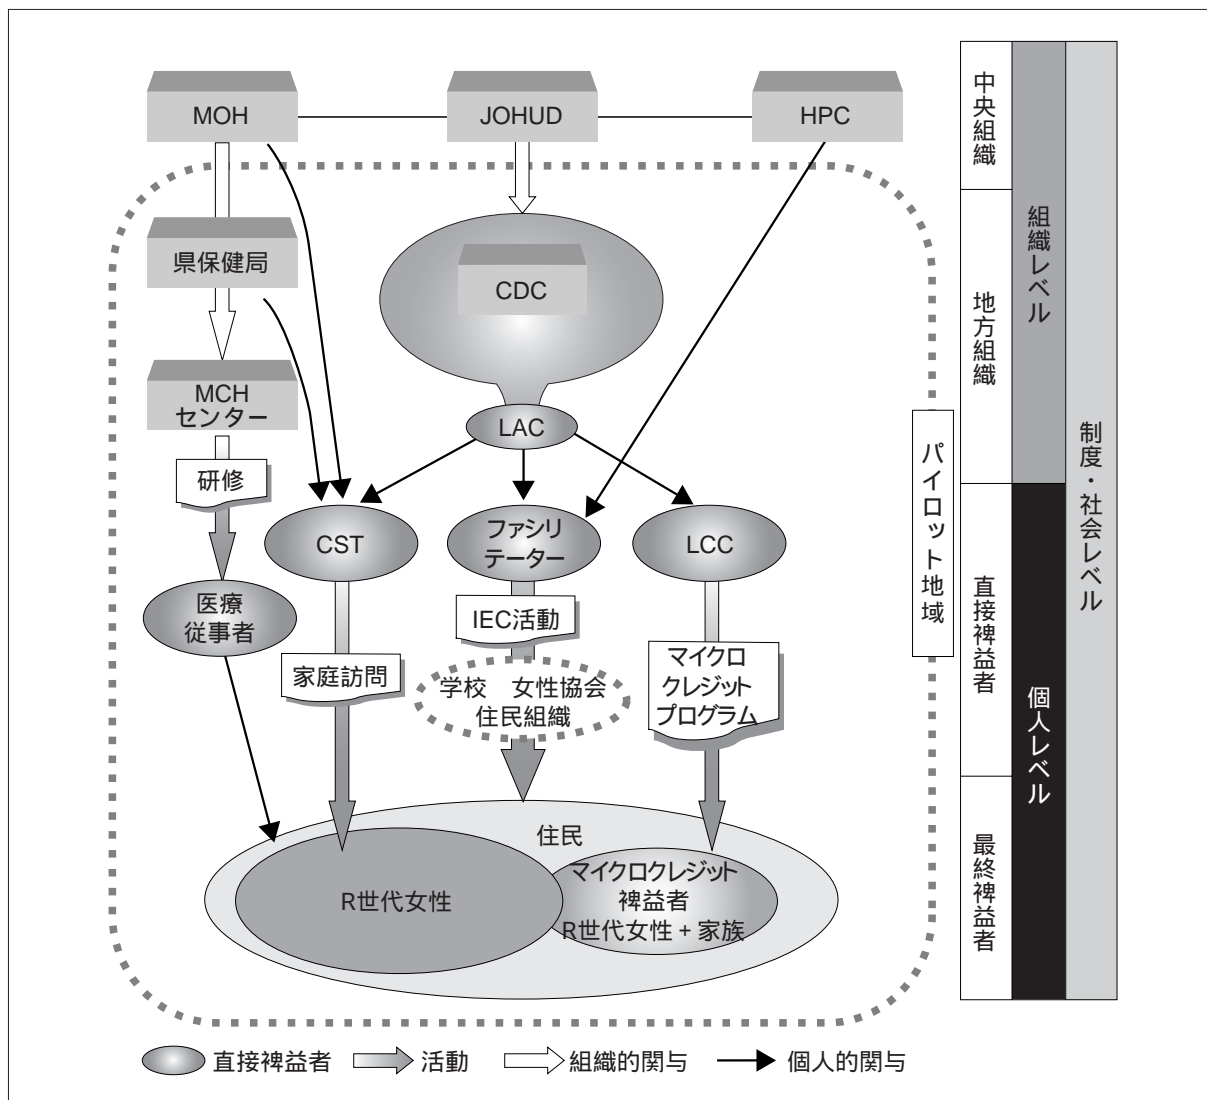 MOH
JOHUD
HPC
県保健局
CDC
MCH
センター
LAC
研修
CST
ファシリ
テーター
LCC
医療
従事者
IEC活動
家庭訪問
学校 女性協会
住民組織
マイクロ
クレジット
プログラム
住民
R世代女性
マイクロクレジット
裨益者
R世代女性 + 家族
パイロット地域
中央組織
地方組織
直接裨益者
最終裨益者
組織レベル
個人レベル
制度・社会レベル
直接裨益者
活動
組織的関与
個人的関与